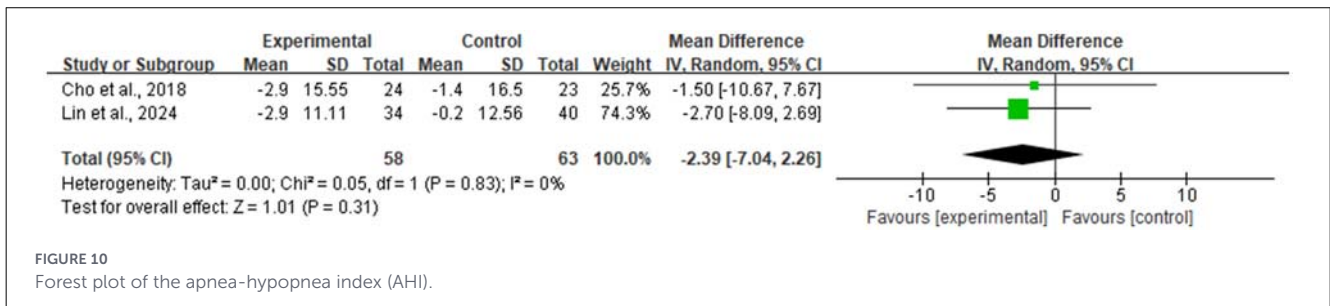 Experimental Control Mean Difference Mean Difference
Study or Subgroup Mean SD Total Mean SD Total Weight IV, Random, 95% CI IV, Random, 95% CI
Cho et al., 2018 -2.9 15.55 24 -1.4 16.5 23 25.7% -1.50 [-10.67, 7.67]
Lin et al., 2024 -2.9 11.11 34 -0.2 12.56 40 74.3% -2.70 [-8.09, 2.69]
Total (95% CI) 58 63 100.0% -2.39 [-7.04, 2.26]
Heterogeneity: Tau² = 0.00; Chi² = 0.05, df = 1 (P = 0.83); I² = 0%
Test for overall effect: Z = 1.01 (P = 0.31)
-10 -5 0 5 10
Favours [experimental] Favours [control]
FIGURE 10
Forest plot of the apnea-hypopnea index (AHI).